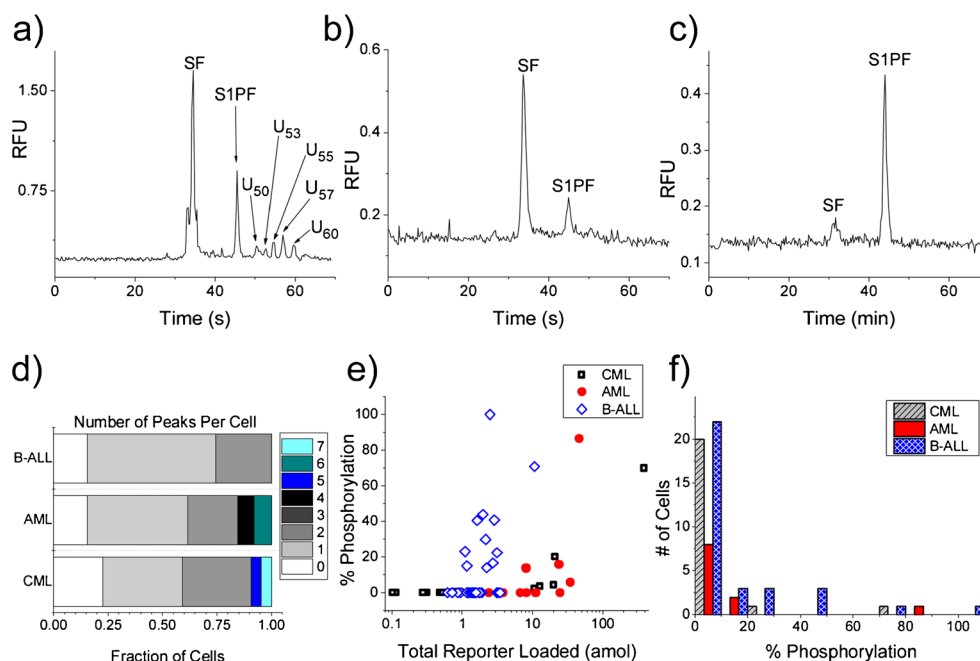 a)
SF
S1PF
U50
U53
U55
U57
U60
1.50
0.75
RFU
0 20 40 60
Time (s)
b)
SF
S1PF
0.6
0.4
0.2
RFU
0 20 40 60
Time (s)
c)
S1PF
SF
0.5
0.4
0.3
0.2
0.1
RFU
0 20 40 60
Time (min)
d)
Number of Peaks Per Cell
B-ALL
AML
CML
7
6
5
4
3
2
1
0
0.00 0.25 0.50 0.75 1.00
Fraction of Cells
e)
CML
AML
B-ALL
100
80
60
40
20
0
% Phosphorylation
0.1 1 10 100
Total Reporter Loaded (amol)
f)
CML
AML
B-ALL
20
15
10
5
0
# of Cells
0 20 40 60 80 100
% Phosphorylation